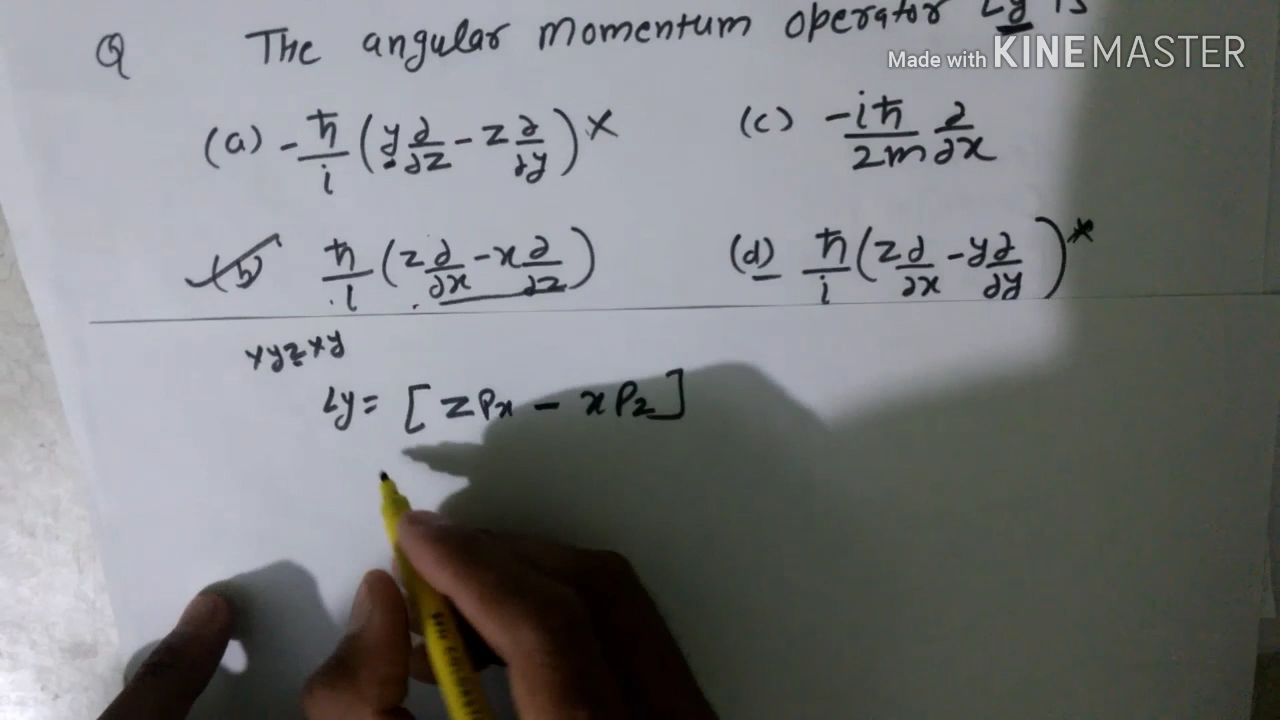 Q The angular momentum operator Ly is
Made with KINEMASTER
(a) -ħ/i (y ∂/∂z - z ∂/∂y) ×
(c) -iħ/2m ∂/∂x
(b) ħ/i (z ∂/∂x - x ∂/∂z)
(d) ħ/i (z ∂/∂x - y ∂/∂y) ×
xyzxy
Ly = [zPx - xPz]